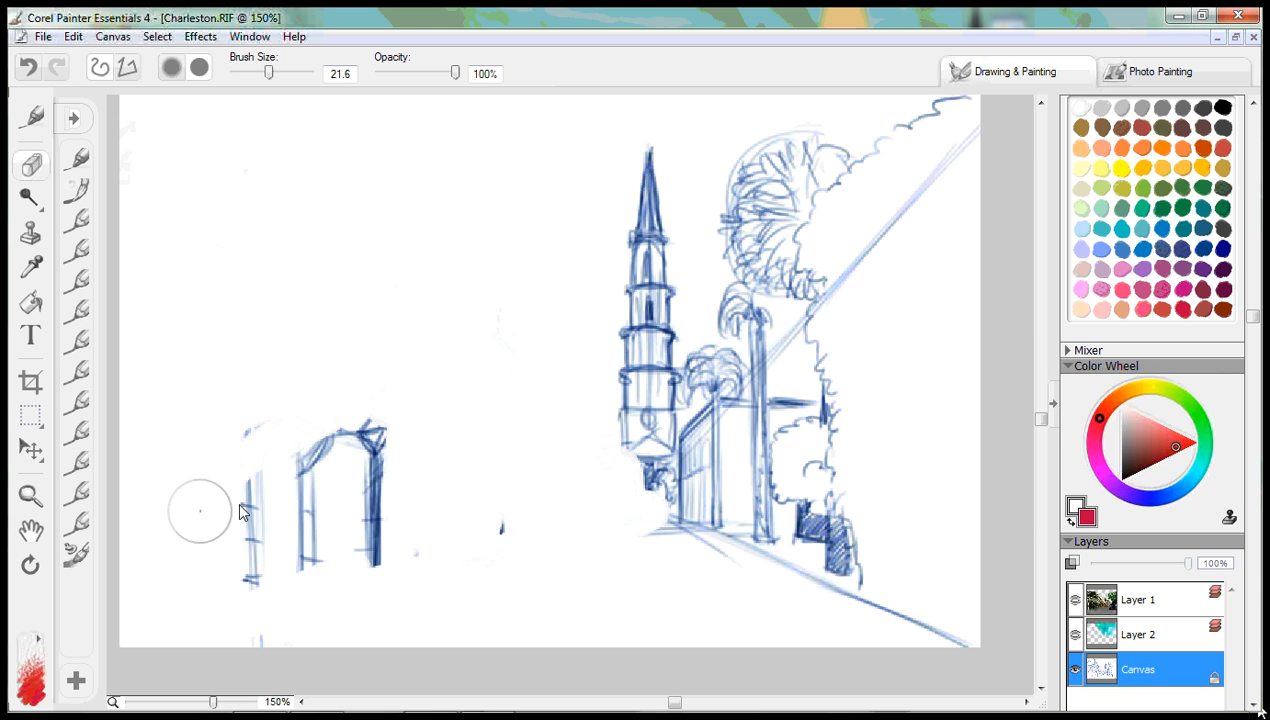 Corel Painter Essentials 4 - [Charleston.RIF @ 150%]
File Edit Canvas Select Effects Window Help
Brush Size: 21.6 Opacity: 100%
Drawing & Painting Photo Painting
T
Mixer
Color Wheel
Layers
100%
Layer 1
Layer 2
Canvas
150%